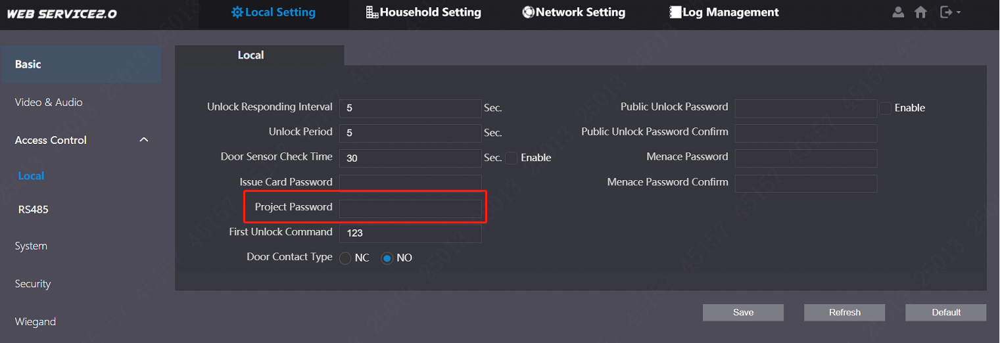 WEB SERVICE2.0
Local Setting
Household Setting
Network Setting
Log Management
Basic
Video & Audio
Access Control
Local
RS485
System
Security
Wiegand
Local
Unlock Responding Interval 5 Sec.
Unlock Period 5 Sec.
Door Sensor Check Time 30 Sec. Enable
Issue Card Password
Project Password
First Unlock Command 123
Door Contact Type NC NO
Public Unlock Password Enable
Public Unlock Password Confirm
Menace Password
Menace Password Confirm
Save
Refresh
Default
25013 45157